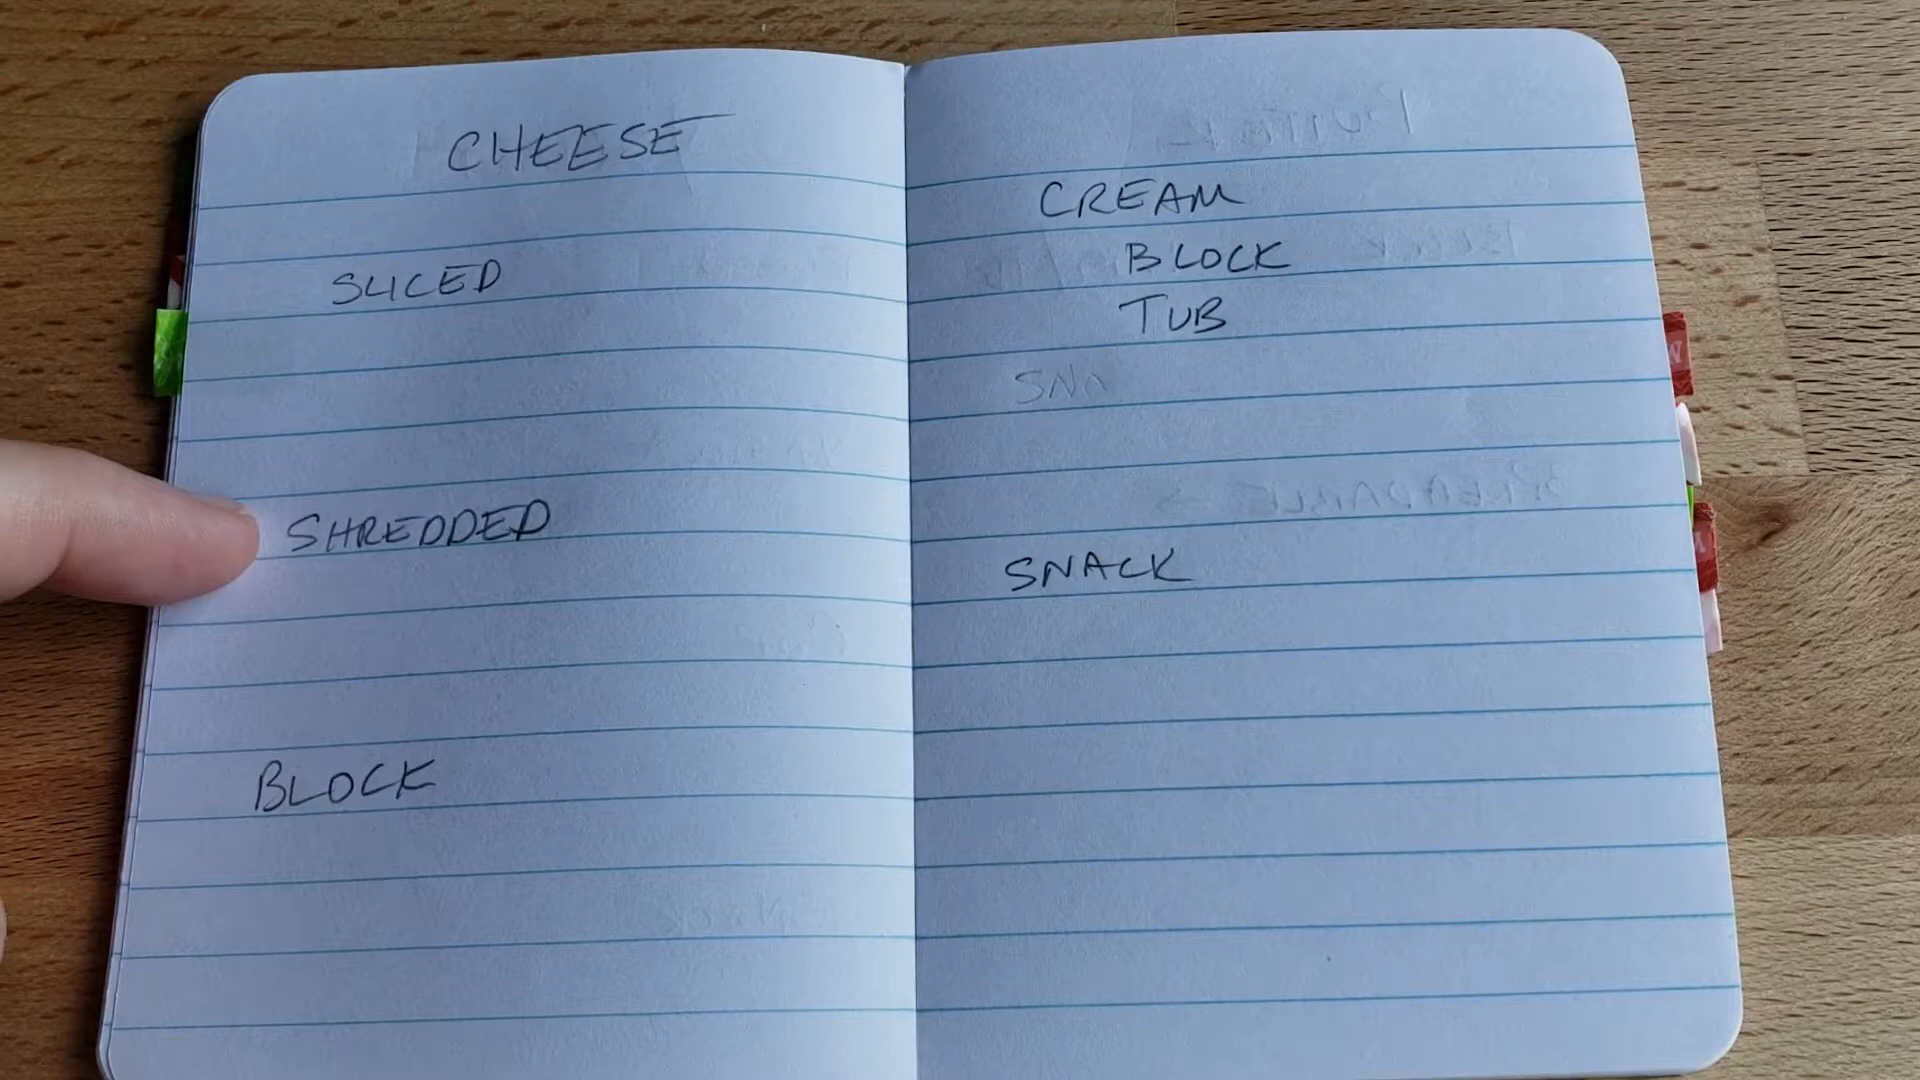 CHEESE
SLICED
SHREDDED
BLOCK
CREAM
BLOCK
TUB
SNA
SNACK